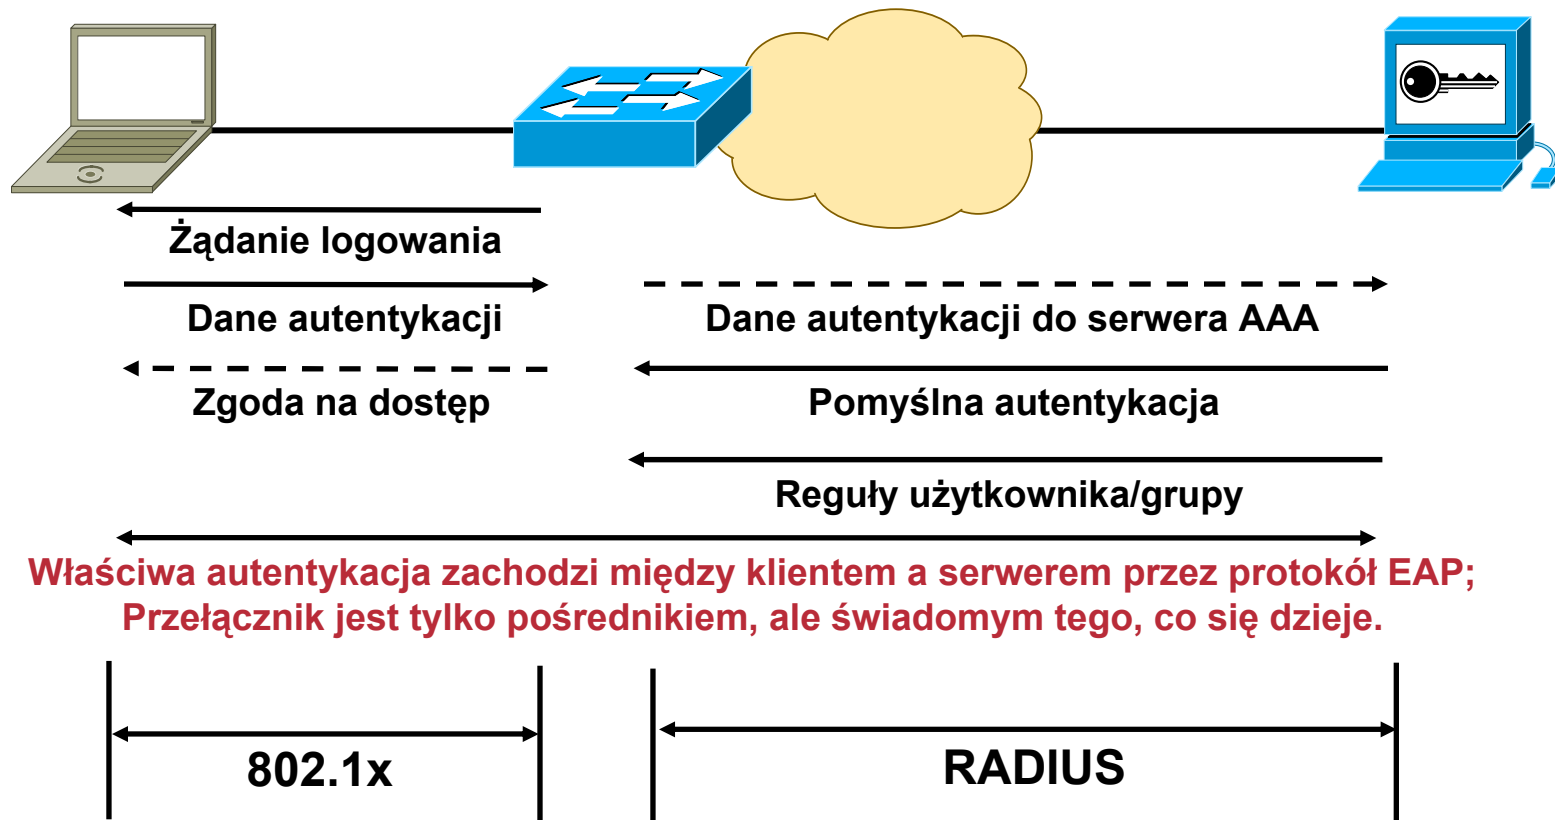 Żądanie logowania
Dane autentykacji
Dane autentykacji do serwera AAA
Zgoda na dostęp
Pomyślna autentykacja
Reguły użytkownika/grupy
Właściwa autentykacja zachodzi między klientem a serwerem przez protokół EAP;
Przełącznik jest tylko pośrednikiem, ale świadomym tego, co się dzieje.
802.1x
RADIUS